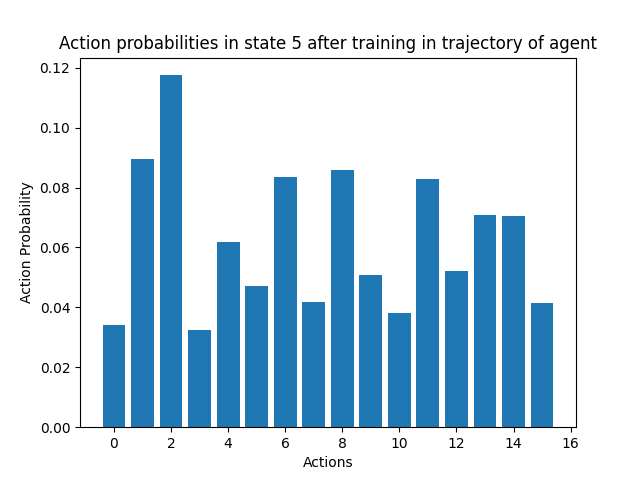 Action probabilities in state 5 after training in trajectory of agent
0.12
0.10
0.08
0.06
0.04
0.02
0.00
Action Probability
0 2 4 6 8 10 12 14 16
Actions